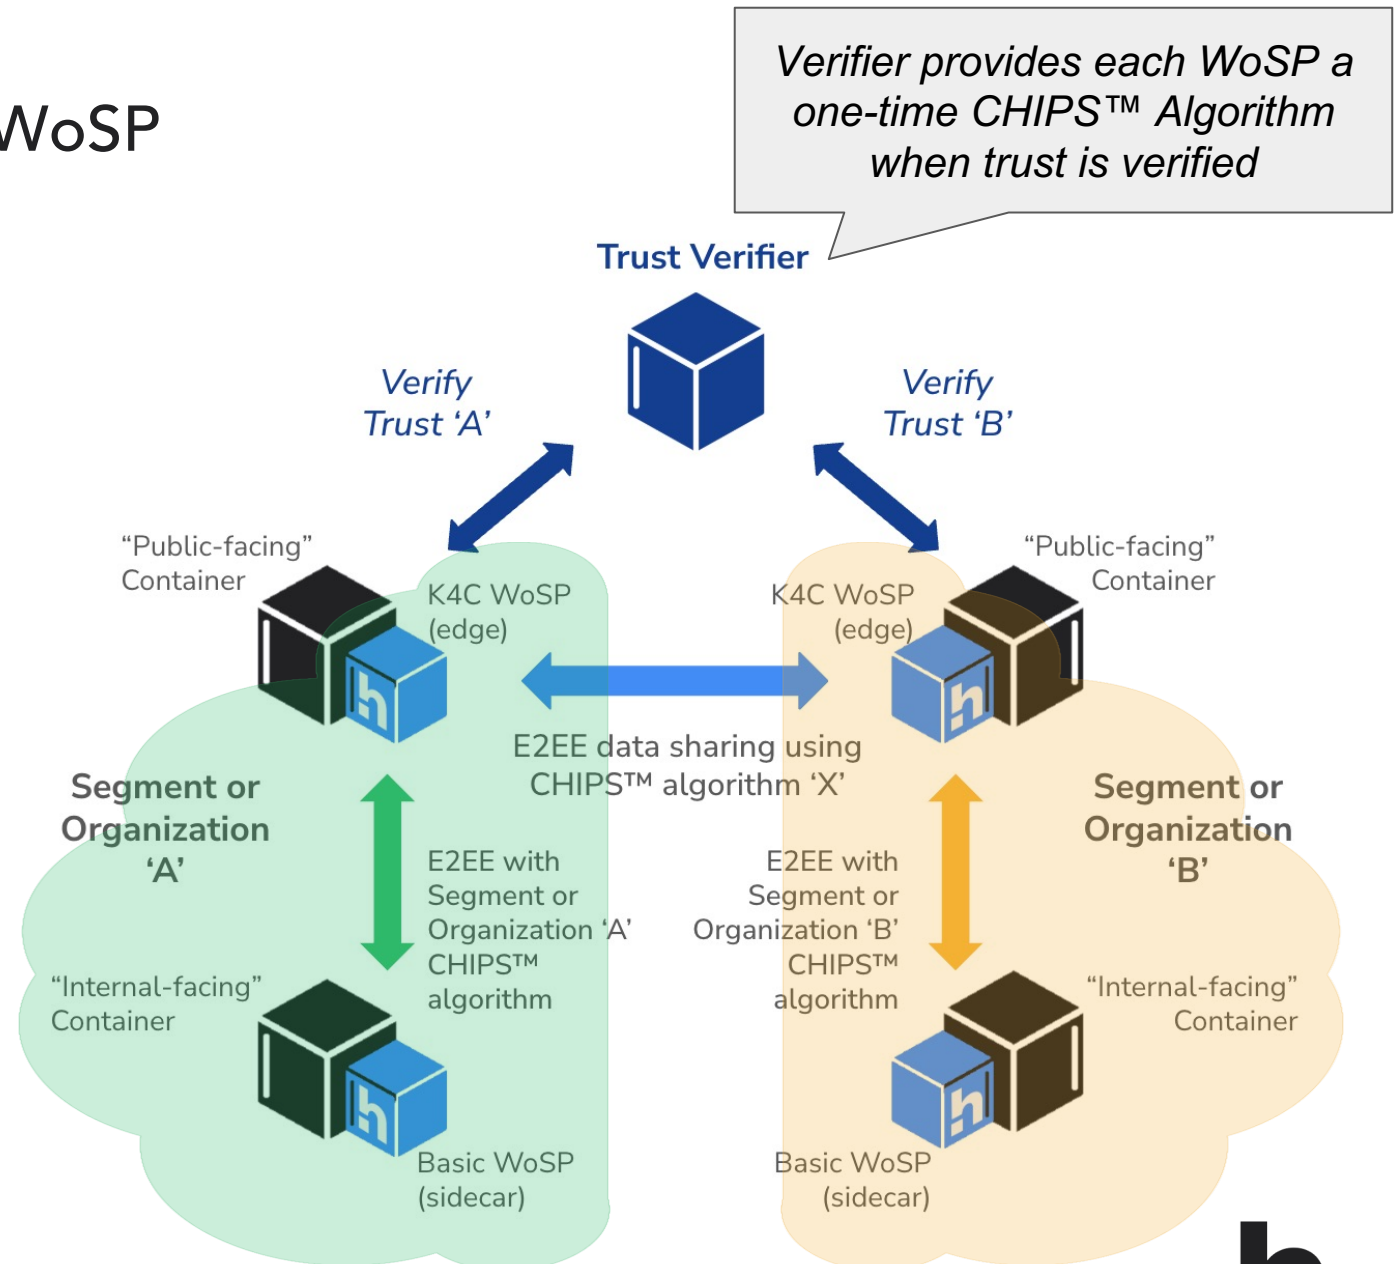 WoSP
Verifier provides each WoSP a
one-time CHIPS™ Algorithm
when trust is verified
Trust Verifier
Verify
Trust ‘A’
Verify
Trust ‘B’
“Public-facing”
Container
K4C WoSP
(edge)
K4C WoSP
(edge)
“Public-facing”
Container
E2EE data sharing using
CHIPS™ algorithm ‘X’
Segment or
Organization
‘A’
Segment or
Organization
‘B’
E2EE with
Segment or
Organization ‘A’
CHIPS™
algorithm
E2EE with
Segment or
Organization ‘B’
CHIPS™
algorithm
“Internal-facing”
Container
“Internal-facing”
Container
Basic WoSP
(sidecar)
Basic WoSP
(sidecar)